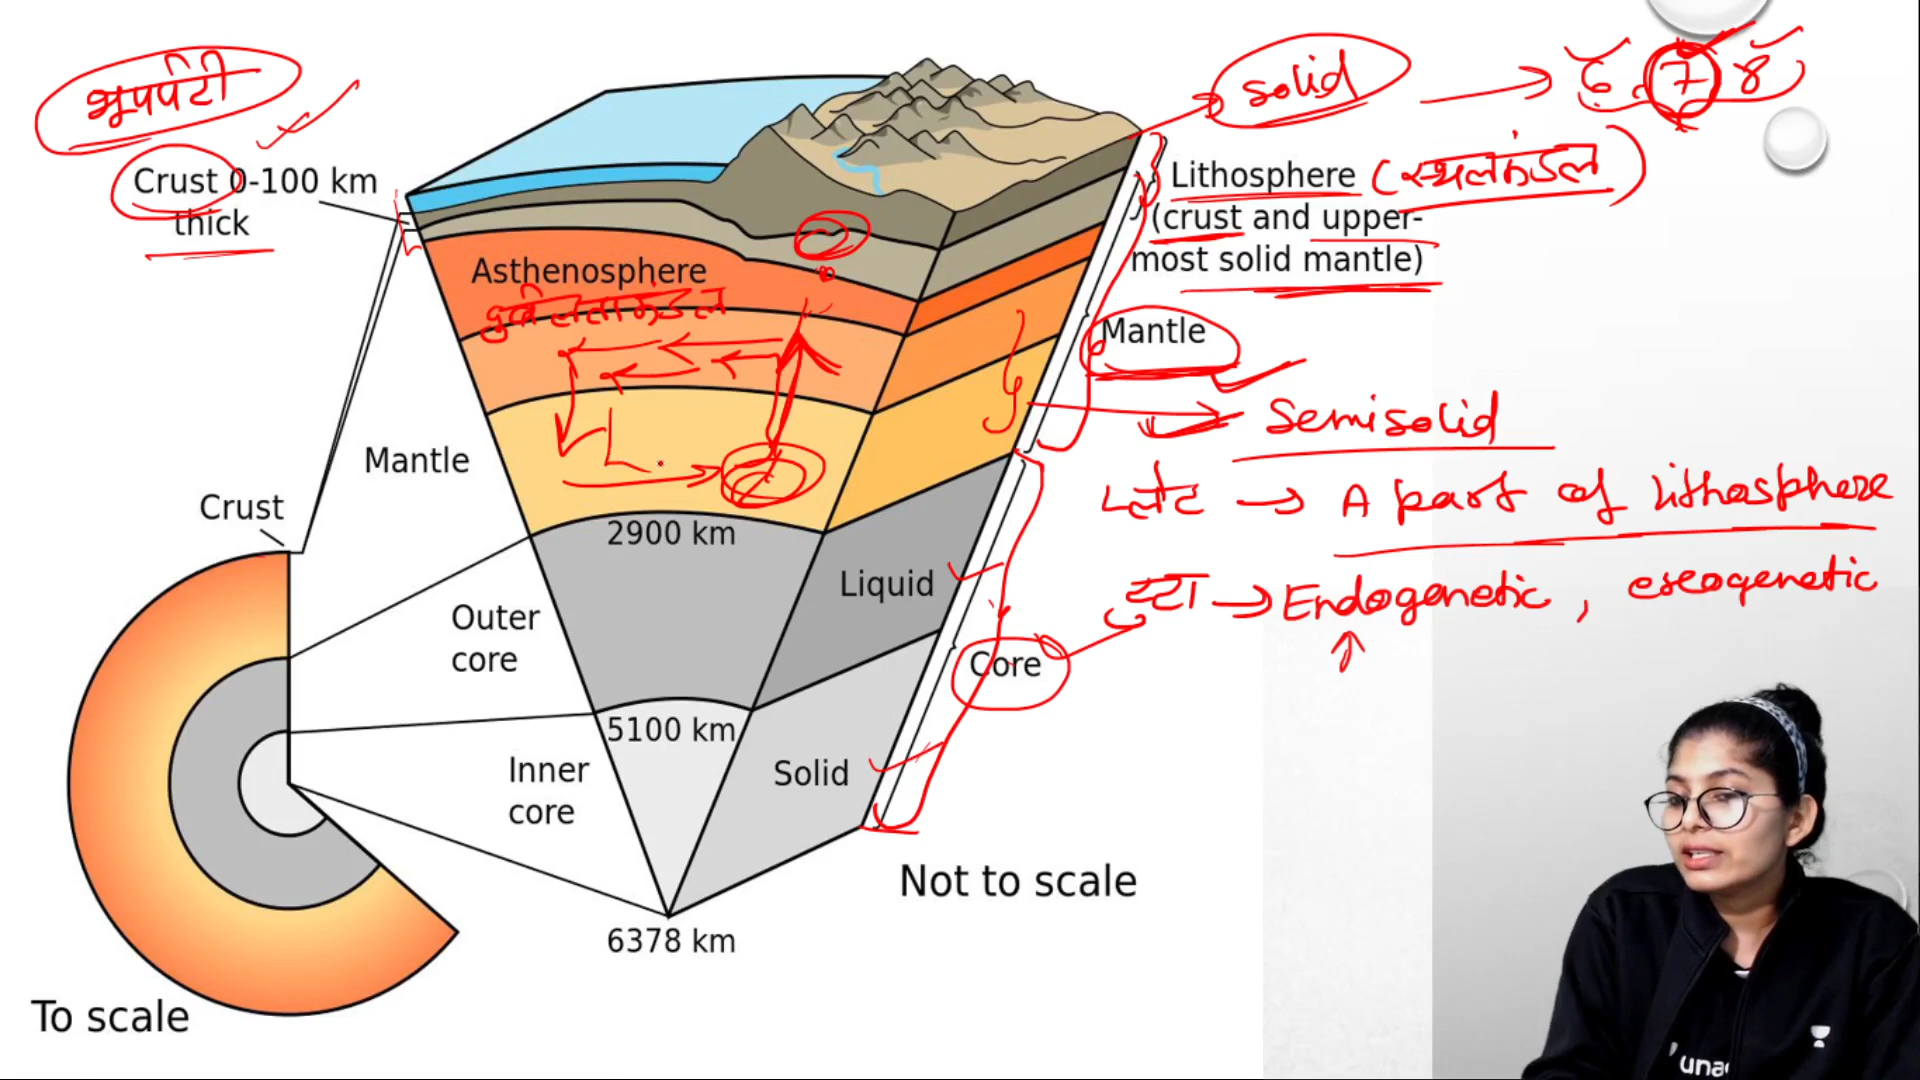 भूपर्पटी
solid → 6, 7 8
Crust 0-100 km
thick
Lithosphere (स्थलमंडल)
(crust and upper-
most solid mantle)
Asthenosphere
दुर्बलतामंडल
Mantle
Semisolid
Mantle
Crust
प्लेट → A part of lithosphere
2900 km
Liquid
→ Endogenetic, exogenetic
Outer
core
Core
5100 km
Inner
core
Solid
Not to scale
6378 km
To scale
una